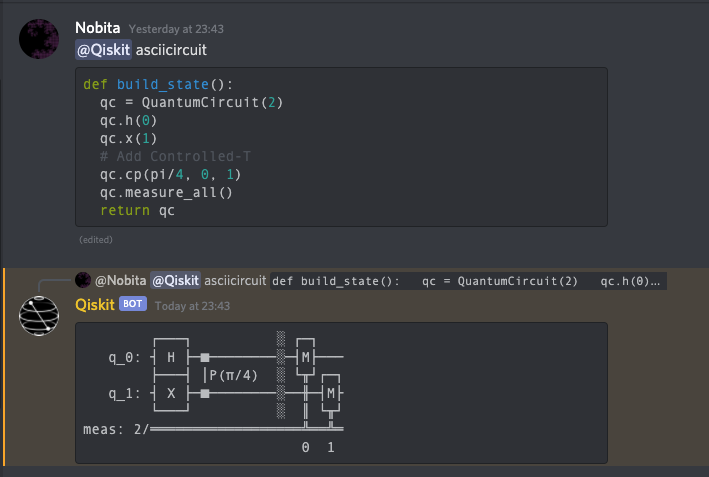 Nobita Yesterday at 23:43
@Qiskit asciicircuit
def build_state():
  qc = QuantumCircuit(2)
  qc.h(0)
  qc.x(1)
  # Add Controlled-T
  qc.cp(pi/4, 0, 1)
  qc.measure_all()
  return qc
(edited)
@Nobita @Qiskit asciicircuit def build_state():   qc = QuantumCircuit(2)   qc.h(0)…
Qiskit BOT Today at 23:43
        ┌───┐          ░ ┌─┐
   q_0: ┤ H ├─■────────░─┤M├───
        ├───┤ │P(π/4)  ░ └╥┘┌─┐
   q_1: ┤ X ├─■────────░──╫─┤M├
        └───┘          ░  ║ └╥┘
meas: 2/══════════════════╩══╩═
                          0  1